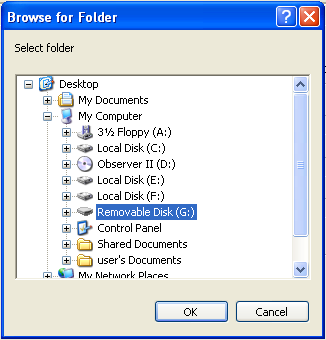 Browse for Folder
Select folder
Desktop
My Documents
My Computer
3½ Floppy (A:)
Local Disk (C:)
Observer II (D:)
Local Disk (E:)
Local Disk (F:)
Removable Disk (G:)
Control Panel
Shared Documents
user's Documents
My Network Places
OK
Cancel